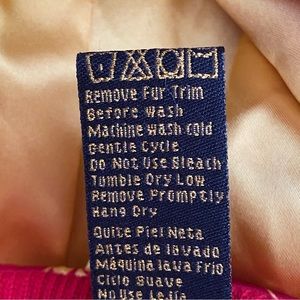 Remove Fur Trim
Before Wash
Machine Wash Cold
Gentle Cycle
Do Not Use Bleach
Tumble Dry Low
Remove Promptly
Hang Dry
Quite Piel Neta
Antes de lavado
Máquina lava Frio
Ciclo Suave
No Use Lejia